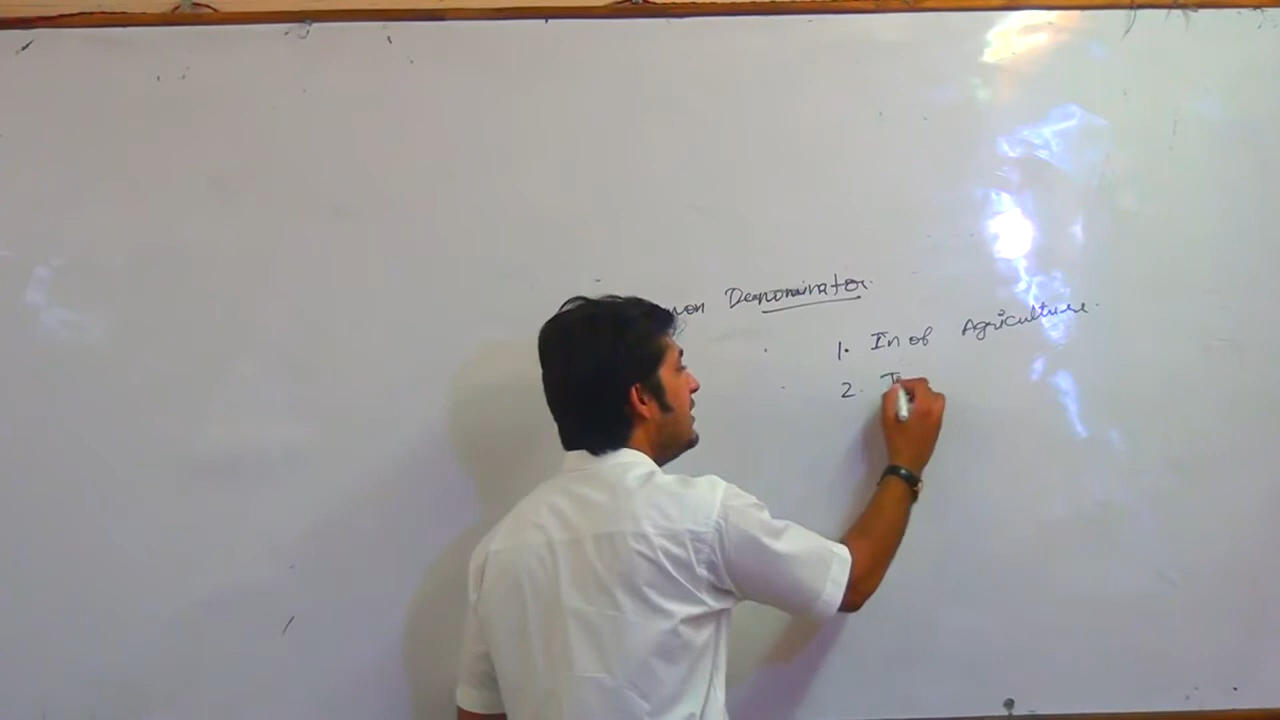 Denominator.
1. In of Agriculture.
2.